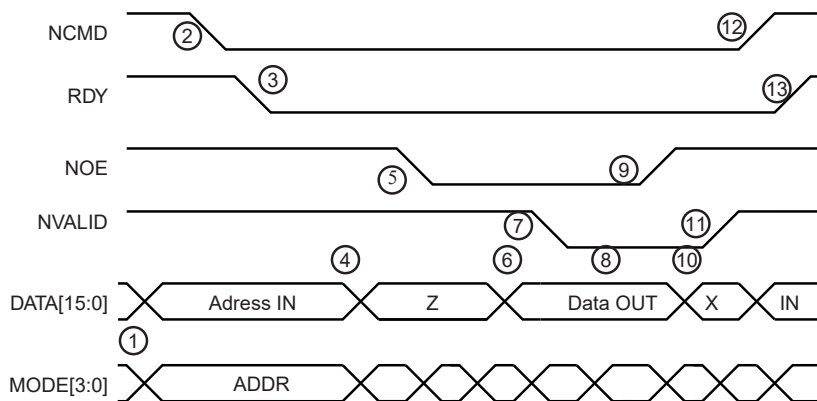 NCMD
2
12
RDY
3
13
NOE
5
9
NVALID
7
11
4
6
8
10
DATA[15:0]
Adress IN
Z
Data OUT
X
IN
1
MODE[3:0]
ADDR